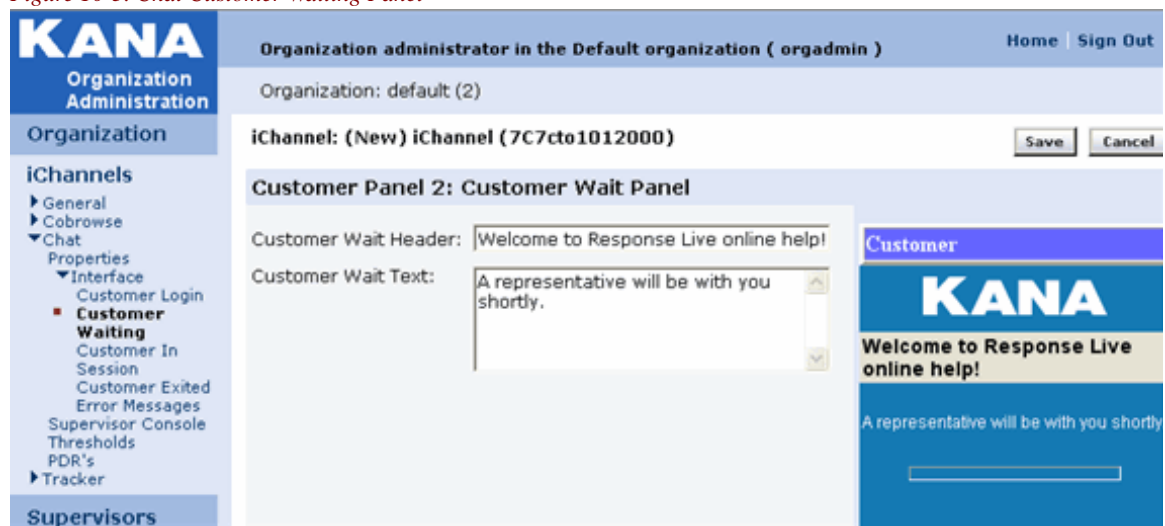 KANA
Organization
Administration
Organization administrator in the Default organization ( orgadmin )
Home | Sign Out
Organization: default (2)
Organization
iChannel: (New) iChannel (7C7cto1012000)
Save
Cancel
iChannels
General
Cobrowse
Chat
Properties
Interface
Customer Login
Customer
Waiting
Customer In
Session
Customer Exited
Error Messages
Supervisor Console
Thresholds
PDR's
Tracker
Supervisors
Customer Panel 2: Customer Wait Panel
Customer Wait Header:
Welcome to Response Live online help!
Customer Wait Text:
A representative will be with you
shortly.
Customer
KANA
Welcome to Response Live
online help!
A representative will be with you shortly